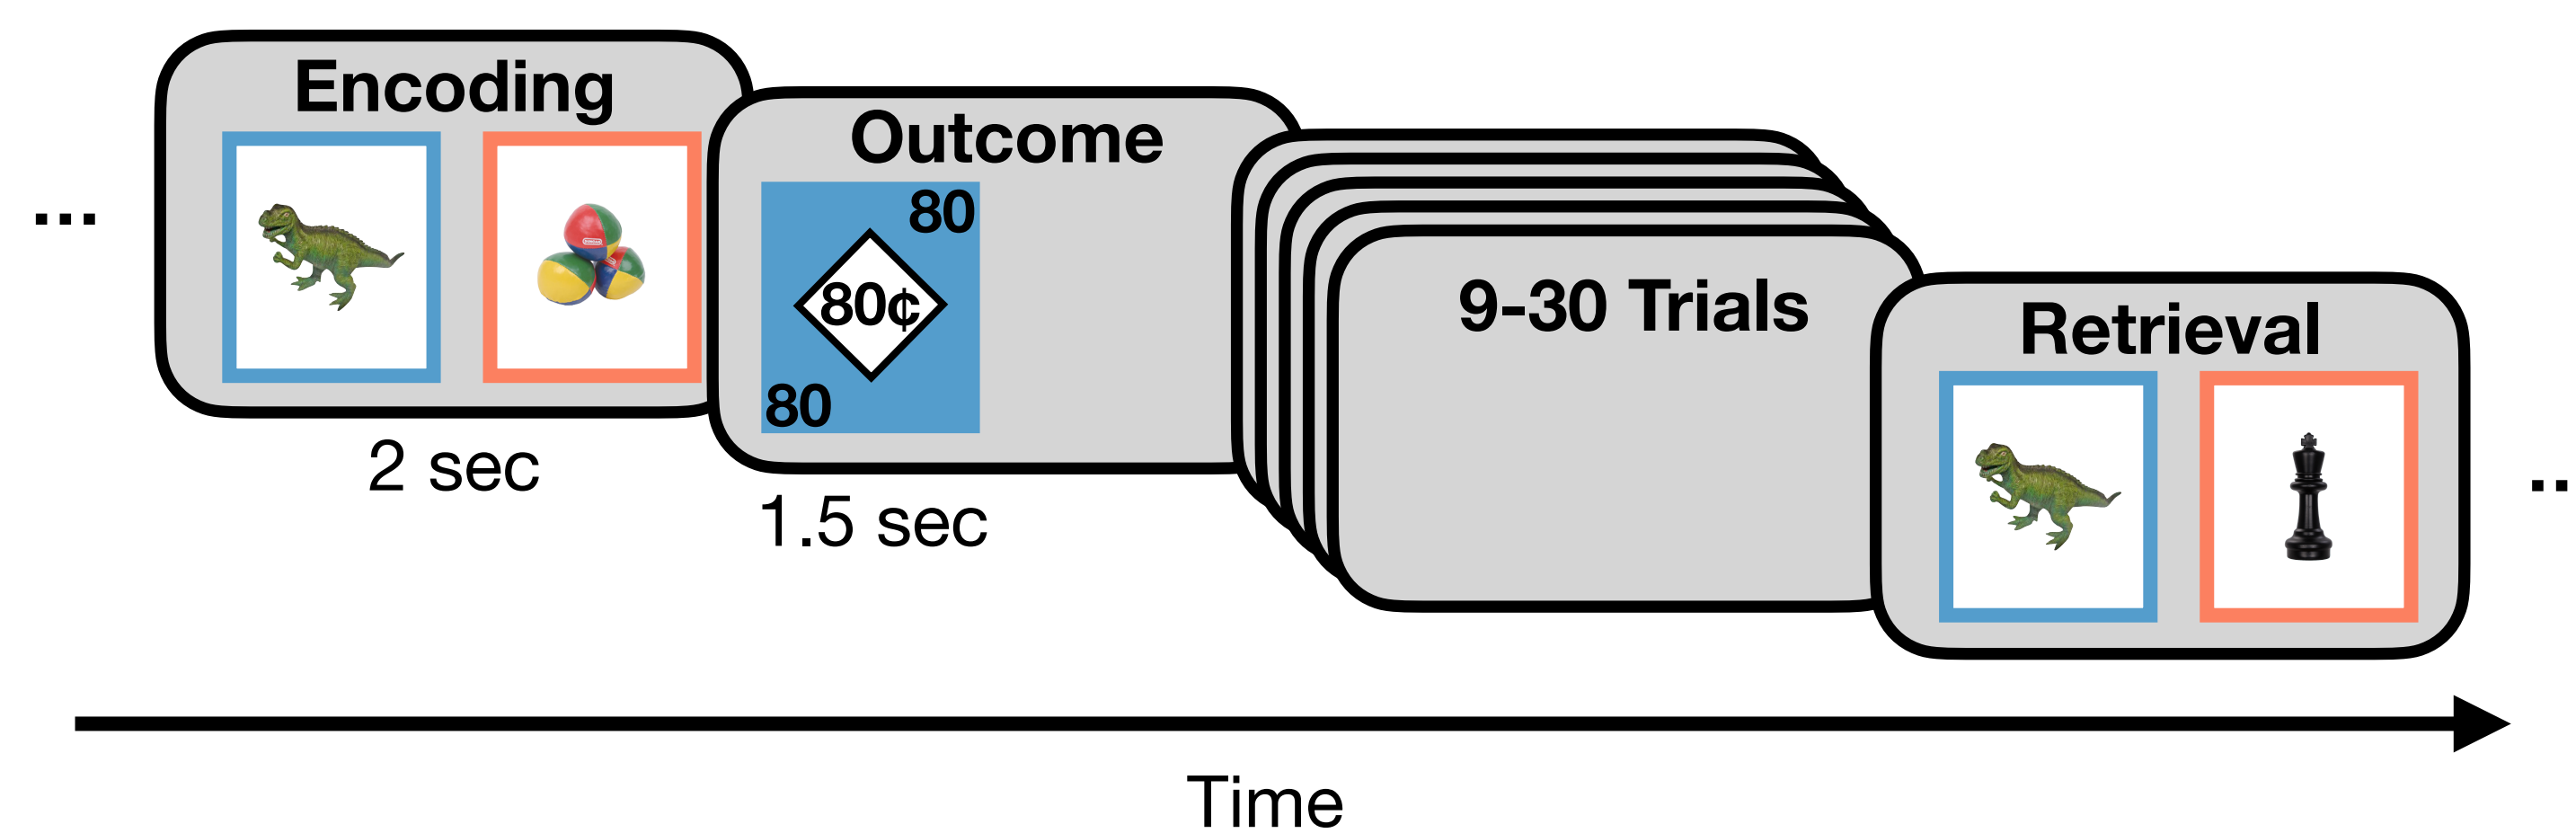 ...
Encoding
2 sec
Outcome
80
80¢
80
1.5 sec
9-30 Trials
Retrieval
..
Time